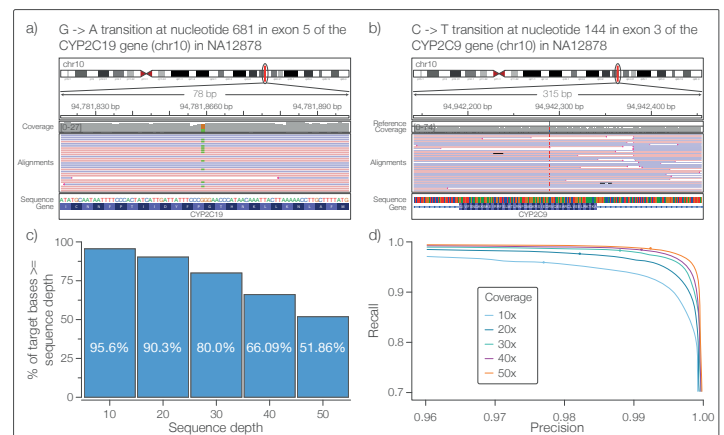 a) G -> A transition at nucleotide 681 in exon 5 of the
CYP2C19 gene (chr10) in NA12878
chr10
78 bp
94,781,830 bp 94,781,8660 bp 94,781,890 bp
Coverage [0-27]
Alignments
Sequence
Gene
CYP2C19
b) C -> T transition at nucleotide 144 in exon 3 of the
CYP2C9 gene (chr10) in NA12878
chr10
315 bp
94,942,200 bp 94,942,300 bp 94,942,400 bp
Reference
Coverage [0-74]
Alignments
Sequence
Gene
CYP2C9
c)
% of target bases >=
sequence depth
100
75
50
25
0
95.6% 90.3% 80.0% 66.09% 51.86%
10 20 30 40 50
Sequence depth
d)
Recall
1.0
0.9
0.8
0.7
Coverage
10x
20x
30x
40x
50x
0.96 0.97 0.98 0.99 1.00
Precision